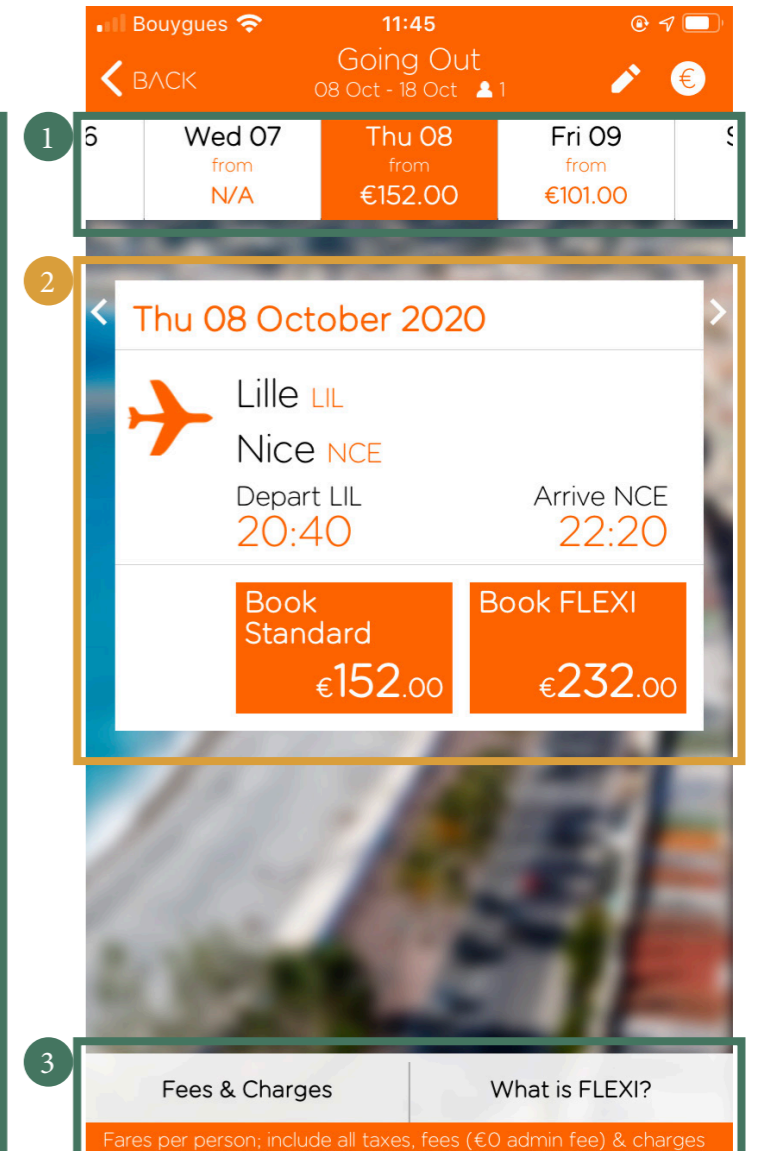 Bouygues 11:45
BACK Going Out
08 Oct - 18 Oct 1 €
1
6 Wed 07 Thu 08 Fri 09 S
from from from
N/A €152.00 €101.00
2
Thu 08 October 2020
Lille LIL
Nice NCE
Depart LIL Arrive NCE
20:40 22:20
Book Book FLEXI
Standard
€152.00 €232.00
3
Fees & Charges What is FLEXI?
Fares per person; include all taxes, fees (€0 admin fee) & charges